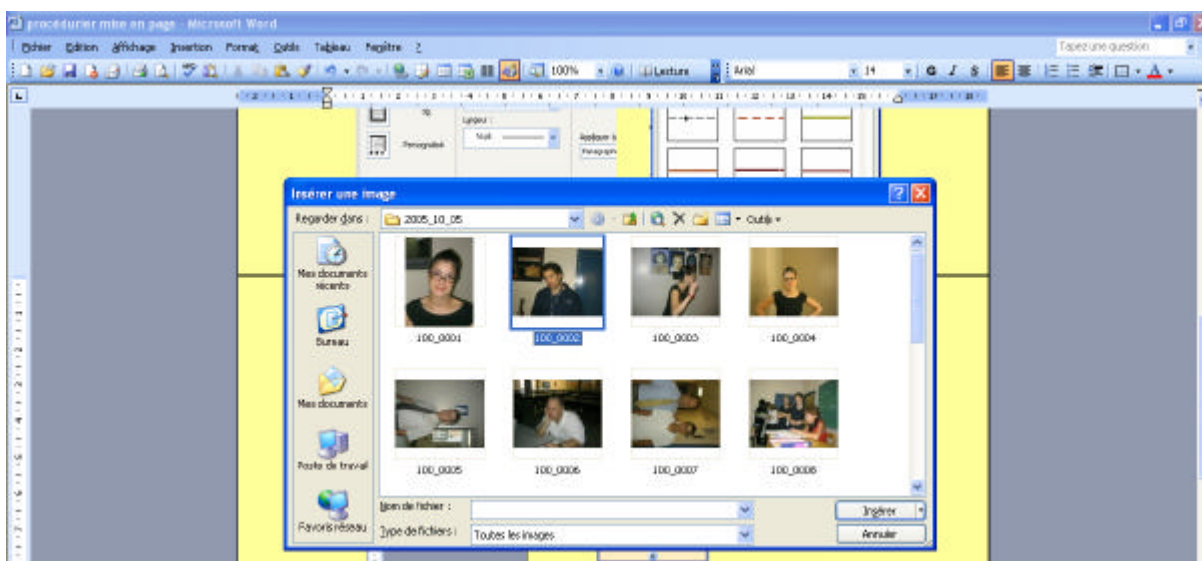 procédurier mise en page - Microsoft Word
Fichier Edition Affichage Insertion Format Outils Tableau Fenêtre ?
Tapez une question
100% Lecture Arial 14 G I S
Largeur :
Personnalisé
Insérer une image
Regarder dans : 2005_10_05 Outils
Mes documents récents
Bureau
Mes documents
Poste de travail
Favoris réseau
100_0001 100_0002 100_0003 100_0004
100_0005 100_0006 100_0007 100_0008
Nom de fichier : Insérer
Type de fichiers : Toutes les images Annuler